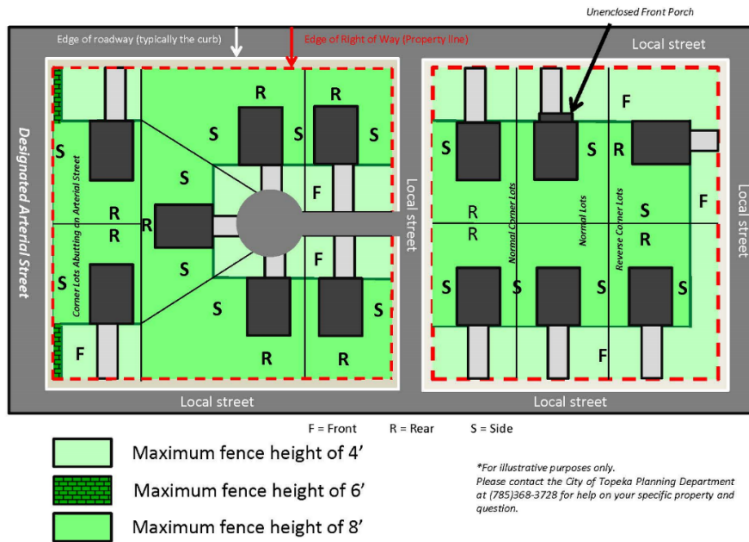 Unenclosed Front Porch
Edge of roadway (typically the curb)
Edge of Right of Way (Property line)
Local street
Designated Arterial Street
Corner Lots Abutting an Arterial Street
S
R
R
S
F
S
R
S
R
S
S
R
F
S
F
S
S
R
R
Local street
Local street
F
S
S
R
F
S
R
R
R
S
S
S
S
F
Normal Corner Lots
Normal Lots
Reverse Corner Lots
Local street
Local street
Local street
F = Front R = Rear S = Side
Maximum fence height of 4'
Maximum fence height of 6'
Maximum fence height of 8'
*For illustrative purposes only.
Please contact the City of Topeka Planning Department
at (785)368-3728 for help on your specific property and
question.